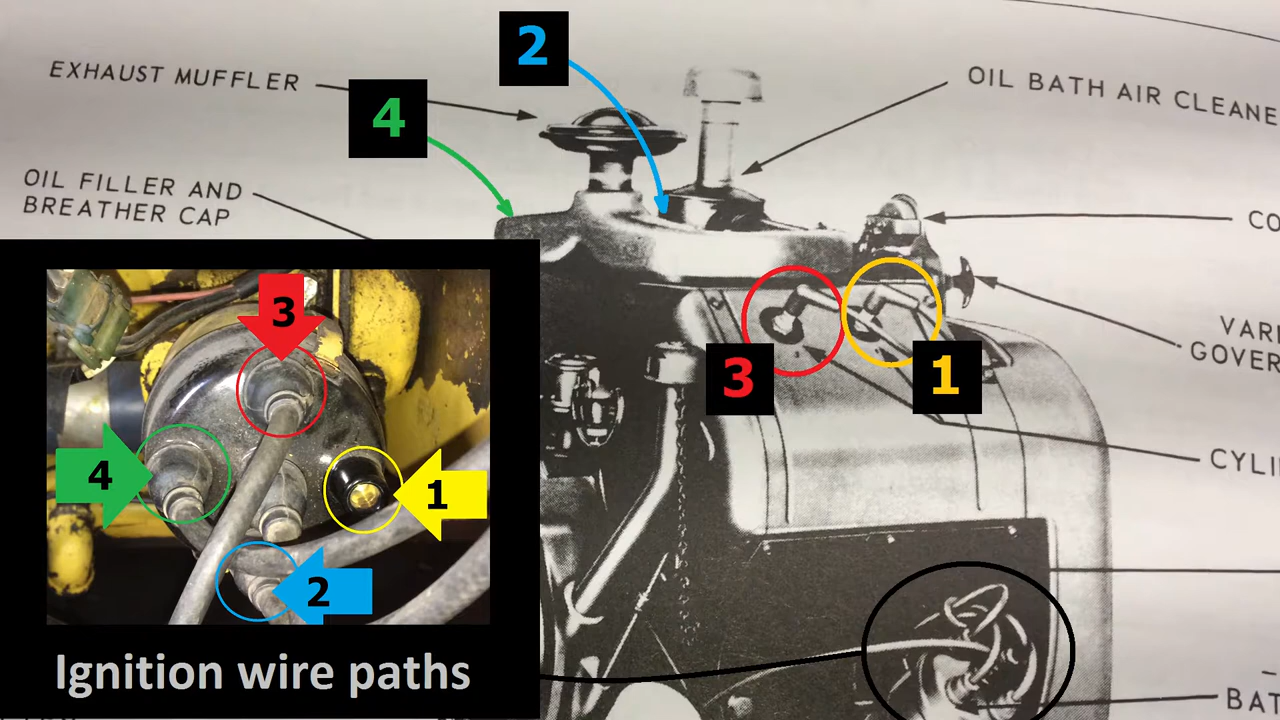 2
EXHAUST MUFFLER
4
OIL BATH AIR CLEANE
OIL FILLER AND
BREATHER CAP
CO
VARI
GOVER
3
1
CYLI
3
4
1
2
Ignition wire paths
BAT